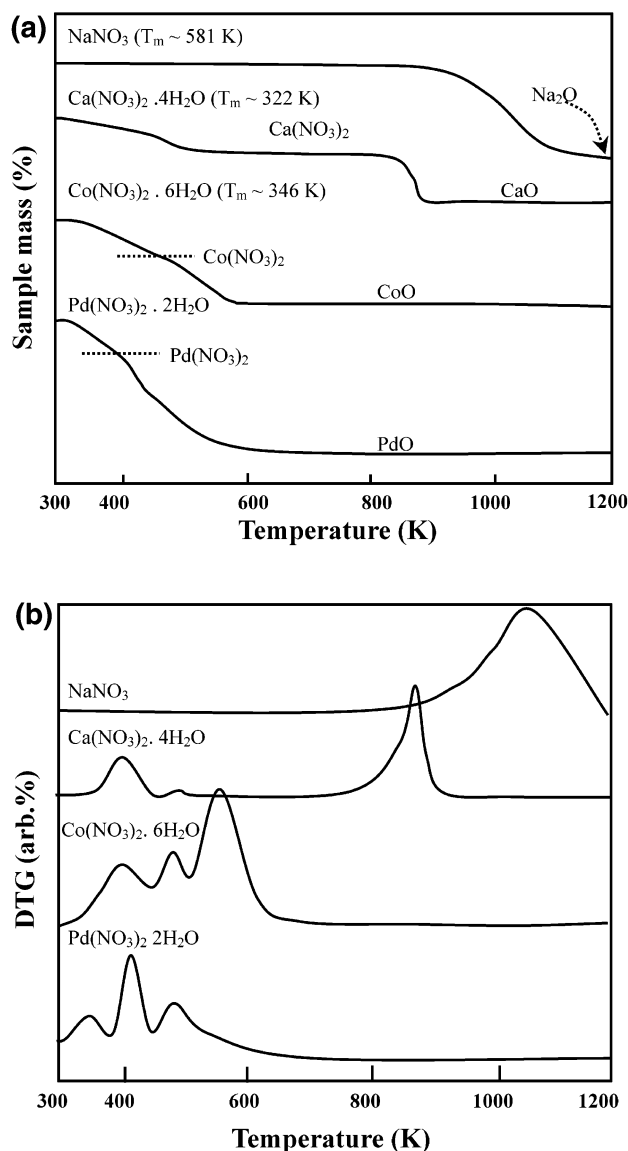 (a)
NaNO₃ (Tₘ ~ 581 K)
Na₂O
Ca(NO₃)₂ .4H₂O (Tₘ ~ 322 K)
Ca(NO₃)₂
Co(NO₃)₂ . 6H₂O (Tₘ ~ 346 K)
CaO
Co(NO₃)₂
Pd(NO₃)₂ . 2H₂O
CoO
Pd(NO₃)₂
PdO
Sample mass (%)
300 400 600 800 1000 1200
Temperature (K)
(b)
NaNO₃
Ca(NO₃)₂. 4H₂O
Co(NO₃)₂. 6H₂O
Pd(NO₃)₂ 2H₂O
DTG (arb.%)
300 400 600 800 1000 1200
Temperature (K)